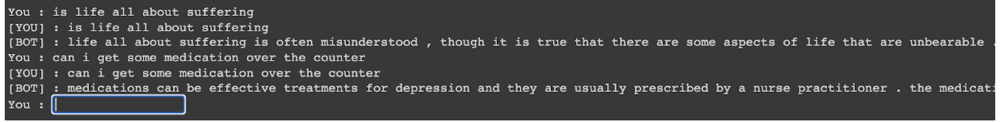 You : is life all about suffering
[YOU] : is life all about suffering
[BOT] : life all about suffering is often misunderstood , though it is true that there are some aspects of life that are unbearable .
You : can i get some medication over the counter
[YOU] : can i get some medication over the counter
[BOT] : medications can be effective treatments for depression and they are usually prescribed by a nurse practitioner . the medicati
You :